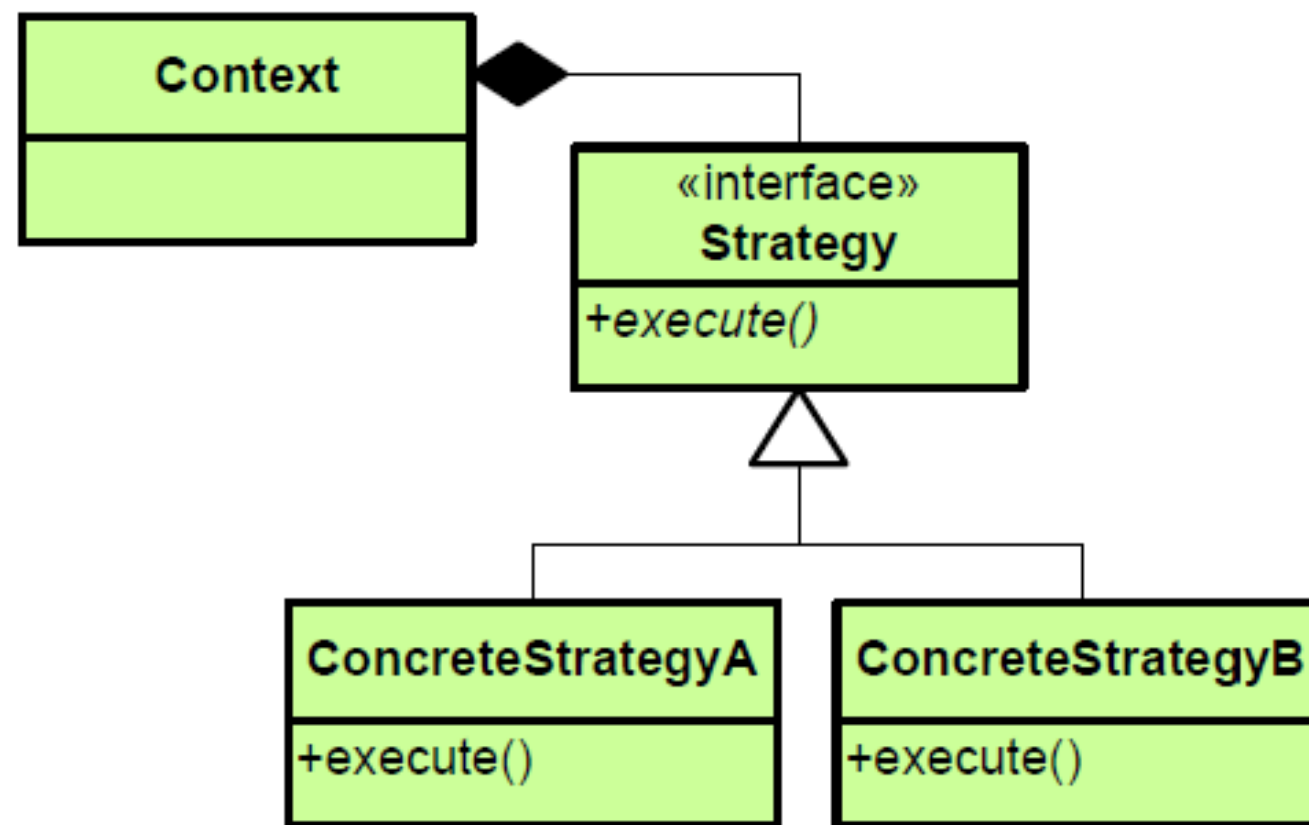 Context
«interface»
Strategy
+execute()
ConcreteStrategyA
+execute()
ConcreteStrategyB
+execute()